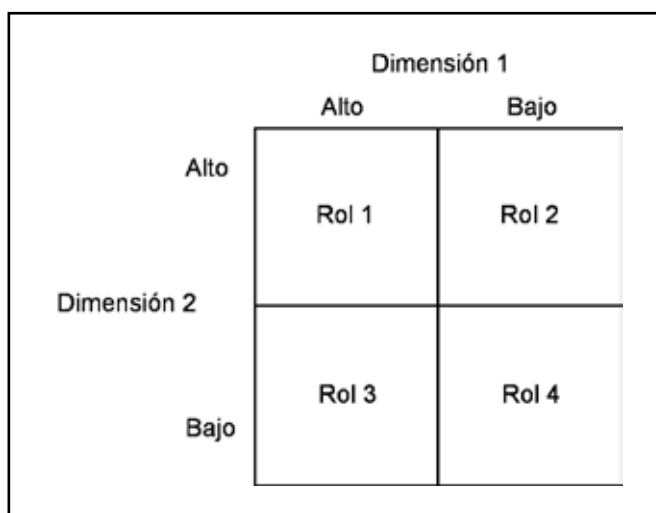 Dimensión 1
Alto Bajo
Alto
Rol 1 Rol 2
Dimensión 2
Rol 3 Rol 4
Bajo